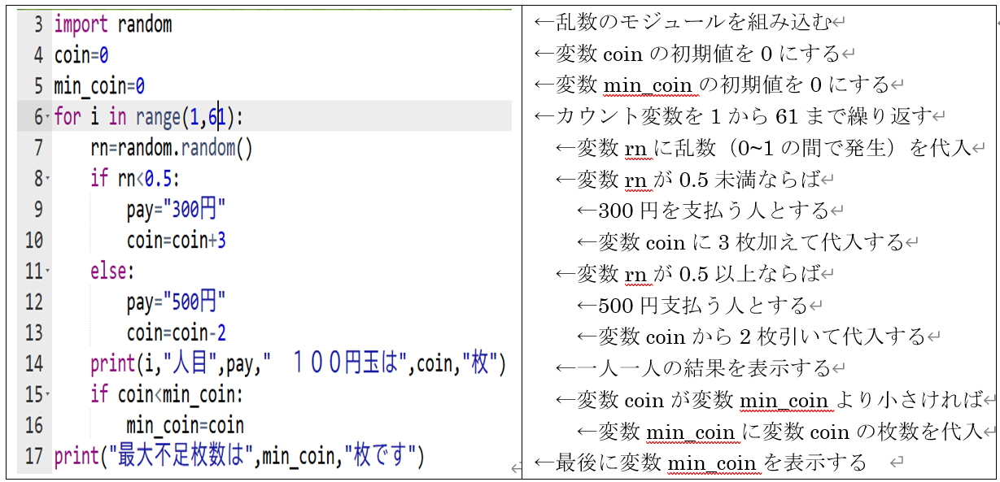 3 import random
4 coin=0
5 min_coin=0
6 for i in range(1,61):
7 rn=random.random()
8 if rn<0.5:
9 pay="300円"
10 coin=coin+3
11 else:
12 pay="500円"
13 coin=coin-2
14 print(i,"人目",pay,"　１００円玉は",coin,"枚")
15 if coin<min_coin:
16 min_coin=coin
17 print("最大不足枚数は",min_coin,"枚です")
←乱数のモジュールを組み込む↵
←変数 coin の初期値を 0 にする↵
←変数 min_coin の初期値を 0 にする↵
←カウント変数を 1 から 61 まで繰り返す↵
←変数 rn に乱数（0~1 の間で発生）を代入↵
←変数 rn が 0.5 未満ならば↵
←300 円を支払う人とする↵
←変数 coin に 3 枚加えて代入する↵
←変数 rn が 0.5 以上ならば↵
←500 円支払う人とする↵
←変数 coin から 2 枚引いて代入する↵
←一人一人の結果を表示する↵
←変数 coin が変数 min_coin より小さければ↵
←変数 min_coin に変数 coin の枚数を代入↵
←最後に変数 min_coin を表示する　↵